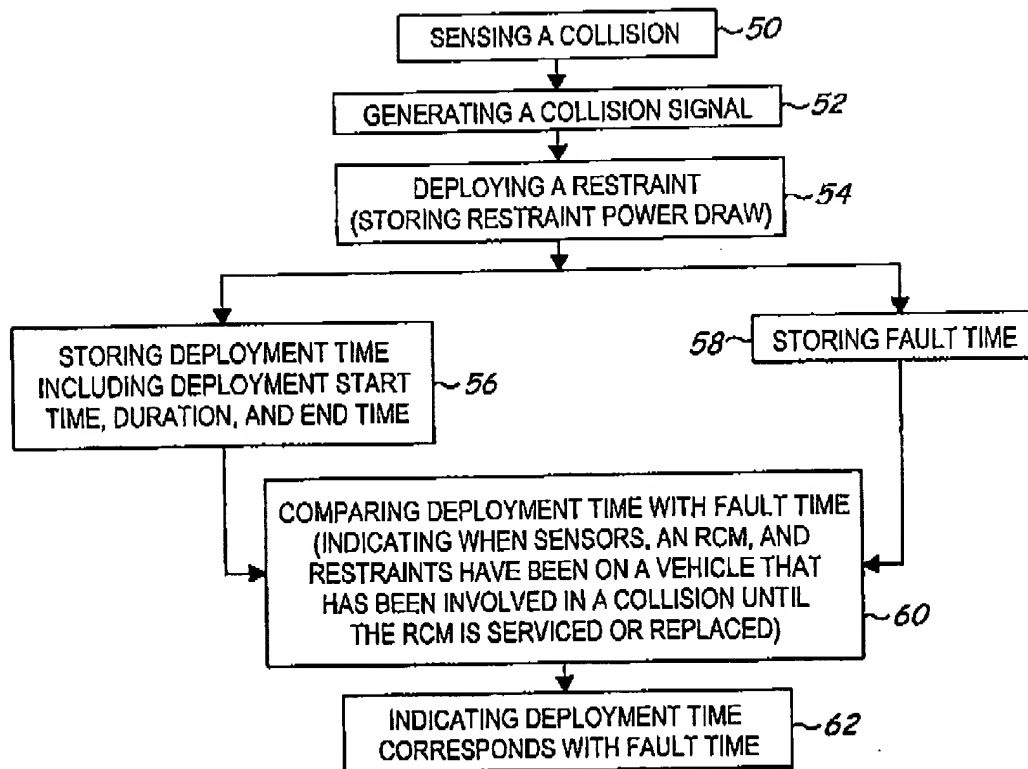 SENSING A COLLISION
50
GENERATING A COLLISION SIGNAL
52
DEPLOYING A RESTRAINT
(STORING RESTRAINT POWER DRAW)
54
STORING DEPLOYMENT TIME
INCLUDING DEPLOYMENT START
TIME, DURATION, AND END TIME
56
58
STORING FAULT TIME
COMPARING DEPLOYMENT TIME WITH FAULT TIME
(INDICATING WHEN SENSORS, AN RCM, AND
RESTRAINTS HAVE BEEN ON A VEHICLE THAT
HAS BEEN INVOLVED IN A COLLISION UNTIL
THE RCM IS SERVICED OR REPLACED)
60
INDICATING DEPLOYMENT TIME
CORRESPONDS WITH FAULT TIME
62